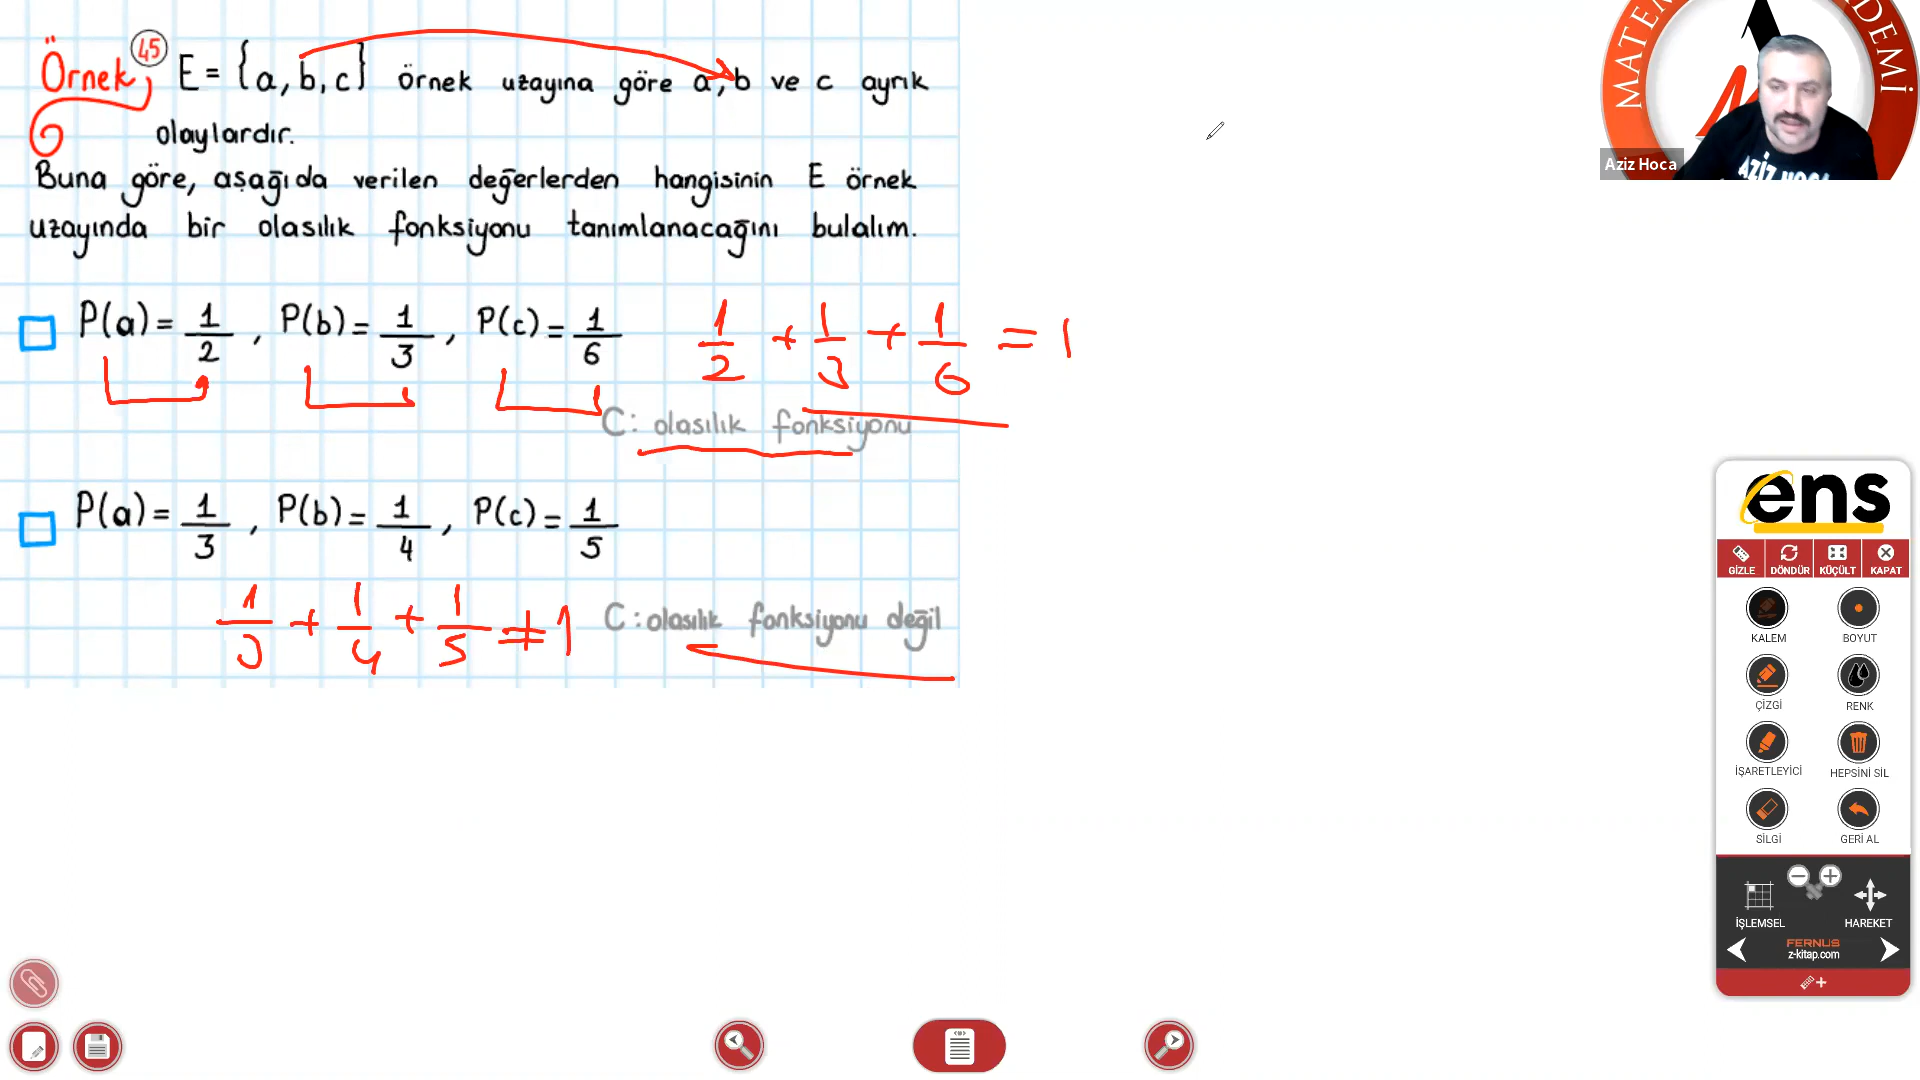 Örnek 45 E = {a, b, c} örnek uzayına göre a, b ve c ayrık
olaylardır.
Buna göre, aşağıda verilen değerlerden hangisinin E örnek
uzayında bir olasılık fonksiyonu tanımlanacağını bulalım.
P(a) = 1/2 , P(b) = 1/3 , P(c) = 1/6
1/2 + 1/3 + 1/6 = 1
C: olasılık fonksiyonu
P(a) = 1/3 , P(b) = 1/4 , P(c) = 1/5
1/3 + 1/4 + 1/5 ≠ 1
C: olasılık fonksiyonu değil
Aziz Hoca
AZİZ HOCA
ens
GİZLE DÖNDÜR KÜÇÜLT KAPAT
KALEM BOYUT
ÇİZGİ RENK
İŞARETLEYİCİ HEPSİNİ SİL
SİLGİ GERİ AL
İŞLEMSEL HAREKET
FERNUS
z-kitap.com